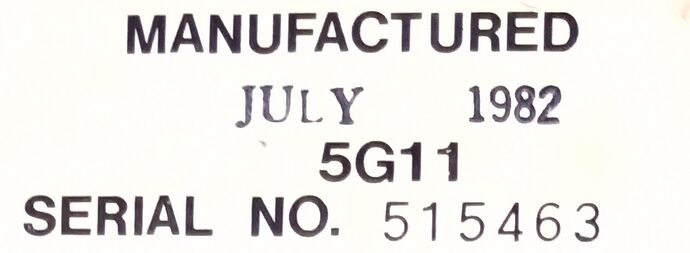 MANUFACTURED
JULY 1982
5G11
SERIAL NO. 515463